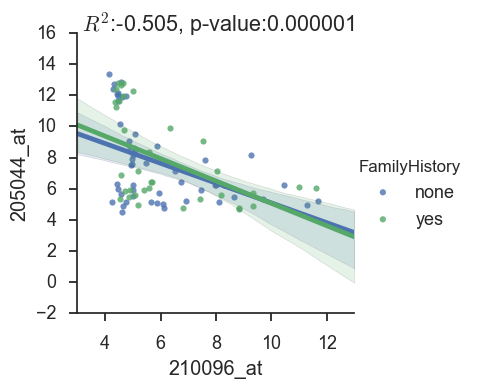 R²:-0.505, p-value:0.000001
16
14
12
10
8
6
4
2
0
−2
205044_at
4 6 8 10 12
210096_at
FamilyHistory
none
yes